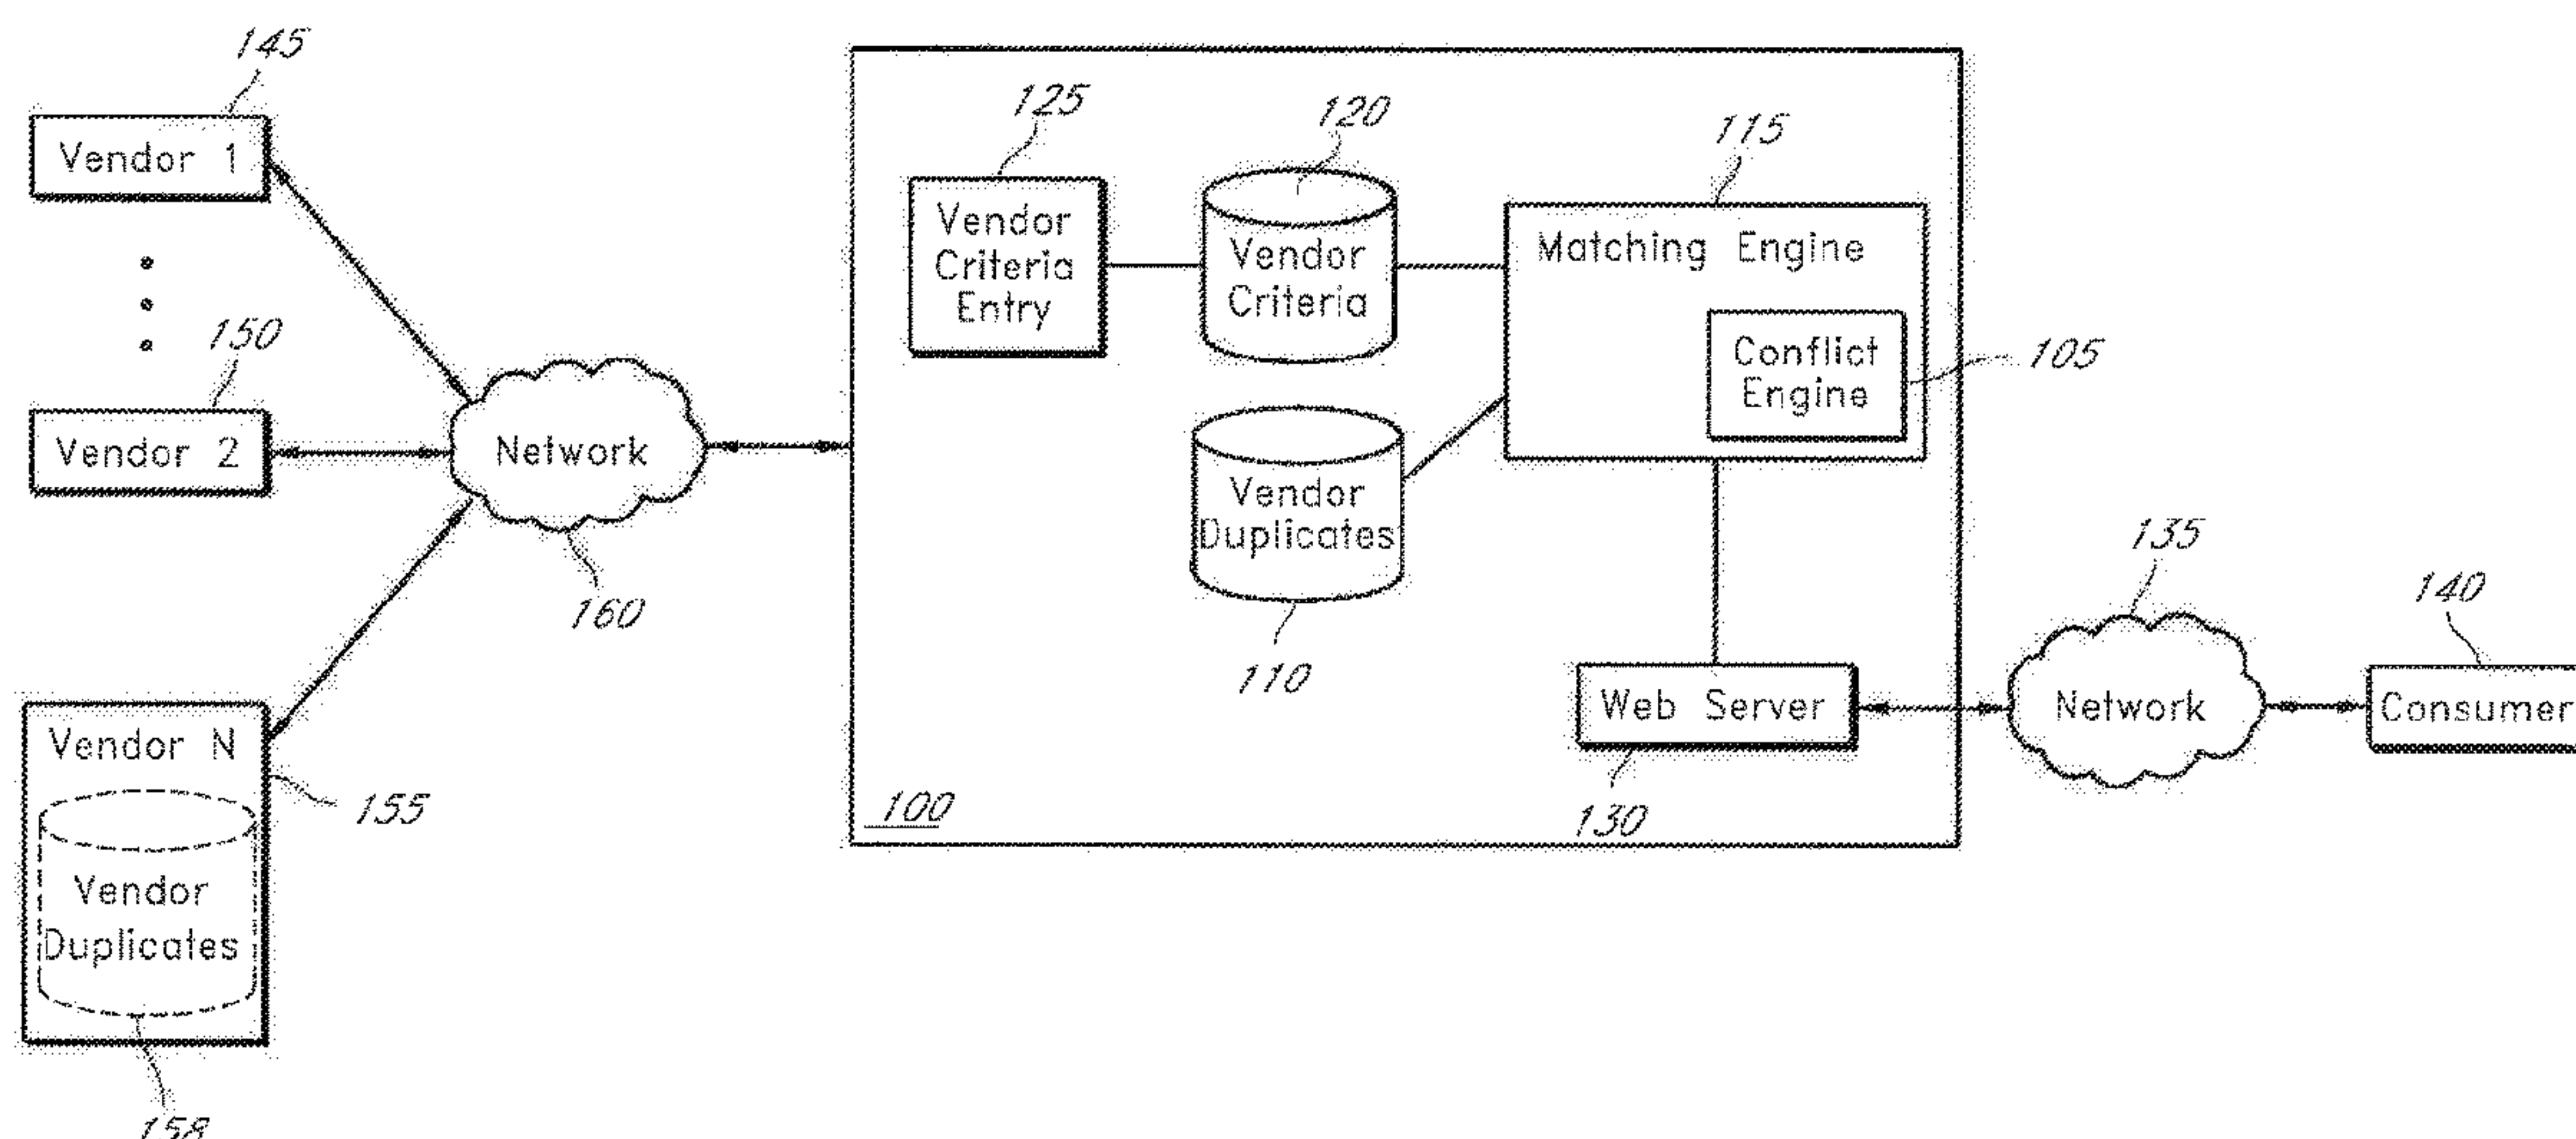 145
Vendor 1
150
Vendor 2
Vendor N
155
Vendor
Duplicates
158
Network
160
125
Vendor
Criteria
Entry
120
Vendor
Criteria
115
Matching Engine
Conflict
Engine
105
Vendor
Duplicates
110
Web Server
130
100
135
Network
140
Consumer